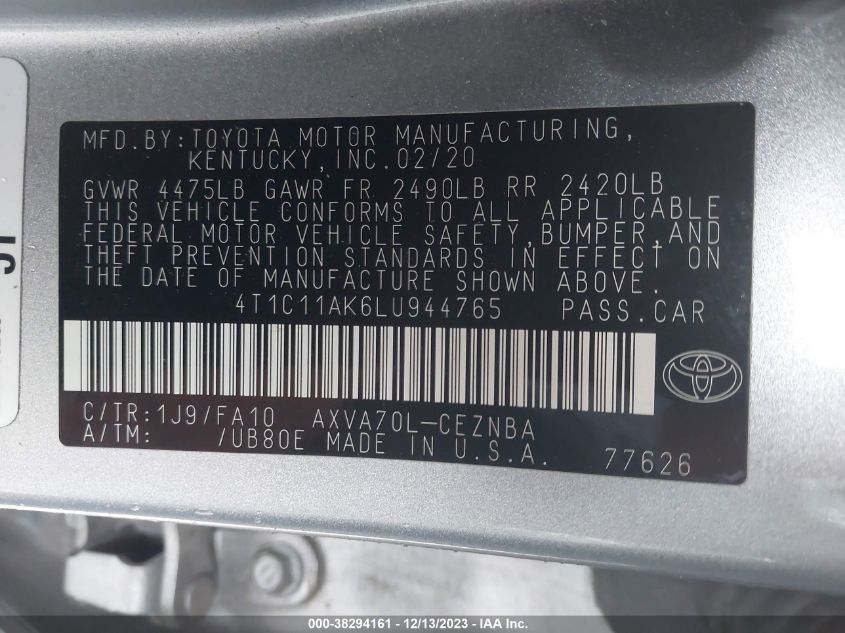 MFD.BY:TOYOTA MOTOR MANUFACTURING,
KENTUCKY,INC.02/20
GVWR 4475LB GAWR FR 2490LB RR 2420LB
THIS VEHICLE CONFORMS TO ALL APPLICABLE
FEDERAL MOTOR VEHICLE SAFETY,BUMPER,AND
THEFT PREVENTION STANDARDS IN EFFECT ON
THE DATE OF MANUFACTURE SHOWN ABOVE.
4T1C11AK6LU944765 PASS.CAR
C/TR:1J9/FA10 AXVA70L-CEZNBA
A/TM: /UB80E MADE IN U.S.A. 77626
000-38294161 - 12/13/2023 - IAA Inc.